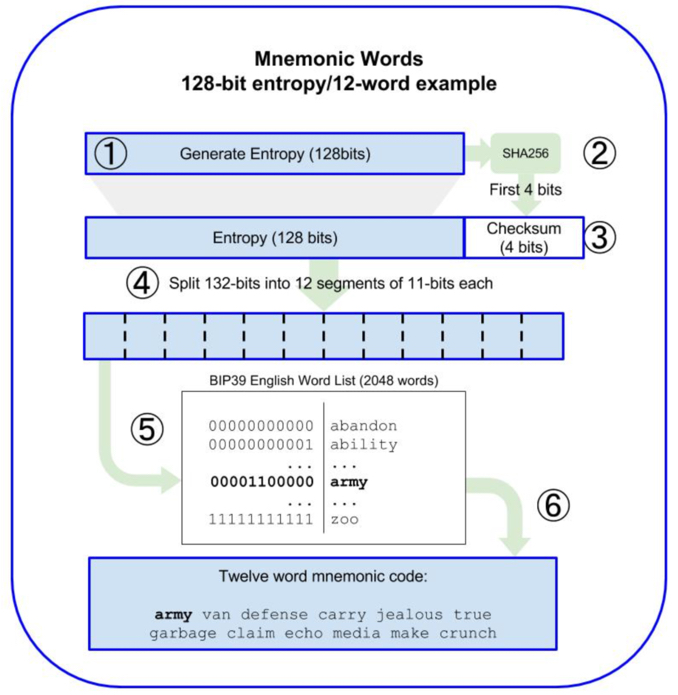 Mnemonic Words
128-bit entropy/12-word example
① Generate Entropy (128bits)
SHA256 ②
First 4 bits
Entropy (128 bits)
Checksum
(4 bits) ③
④ Split 132-bits into 12 segments of 11-bits each
BIP39 English Word List (2048 words)
⑤
00000000000 abandon
00000000001 ability
... ...
00001100000 army
... ...
11111111111 zoo
⑥
Twelve word mnemonic code:
army van defense carry jealous true
garbage claim echo media make crunch